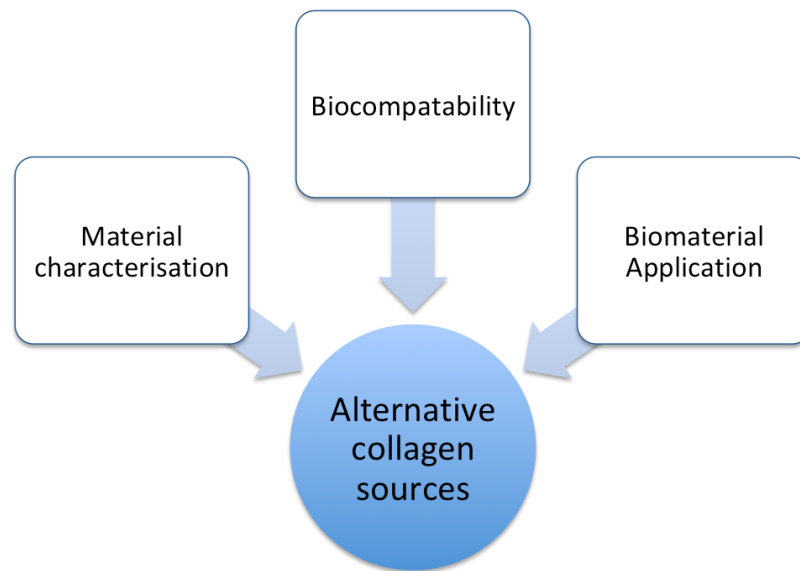 Biocompatability
Material
characterisation
Biomaterial
Application
Alternative
collagen
sources